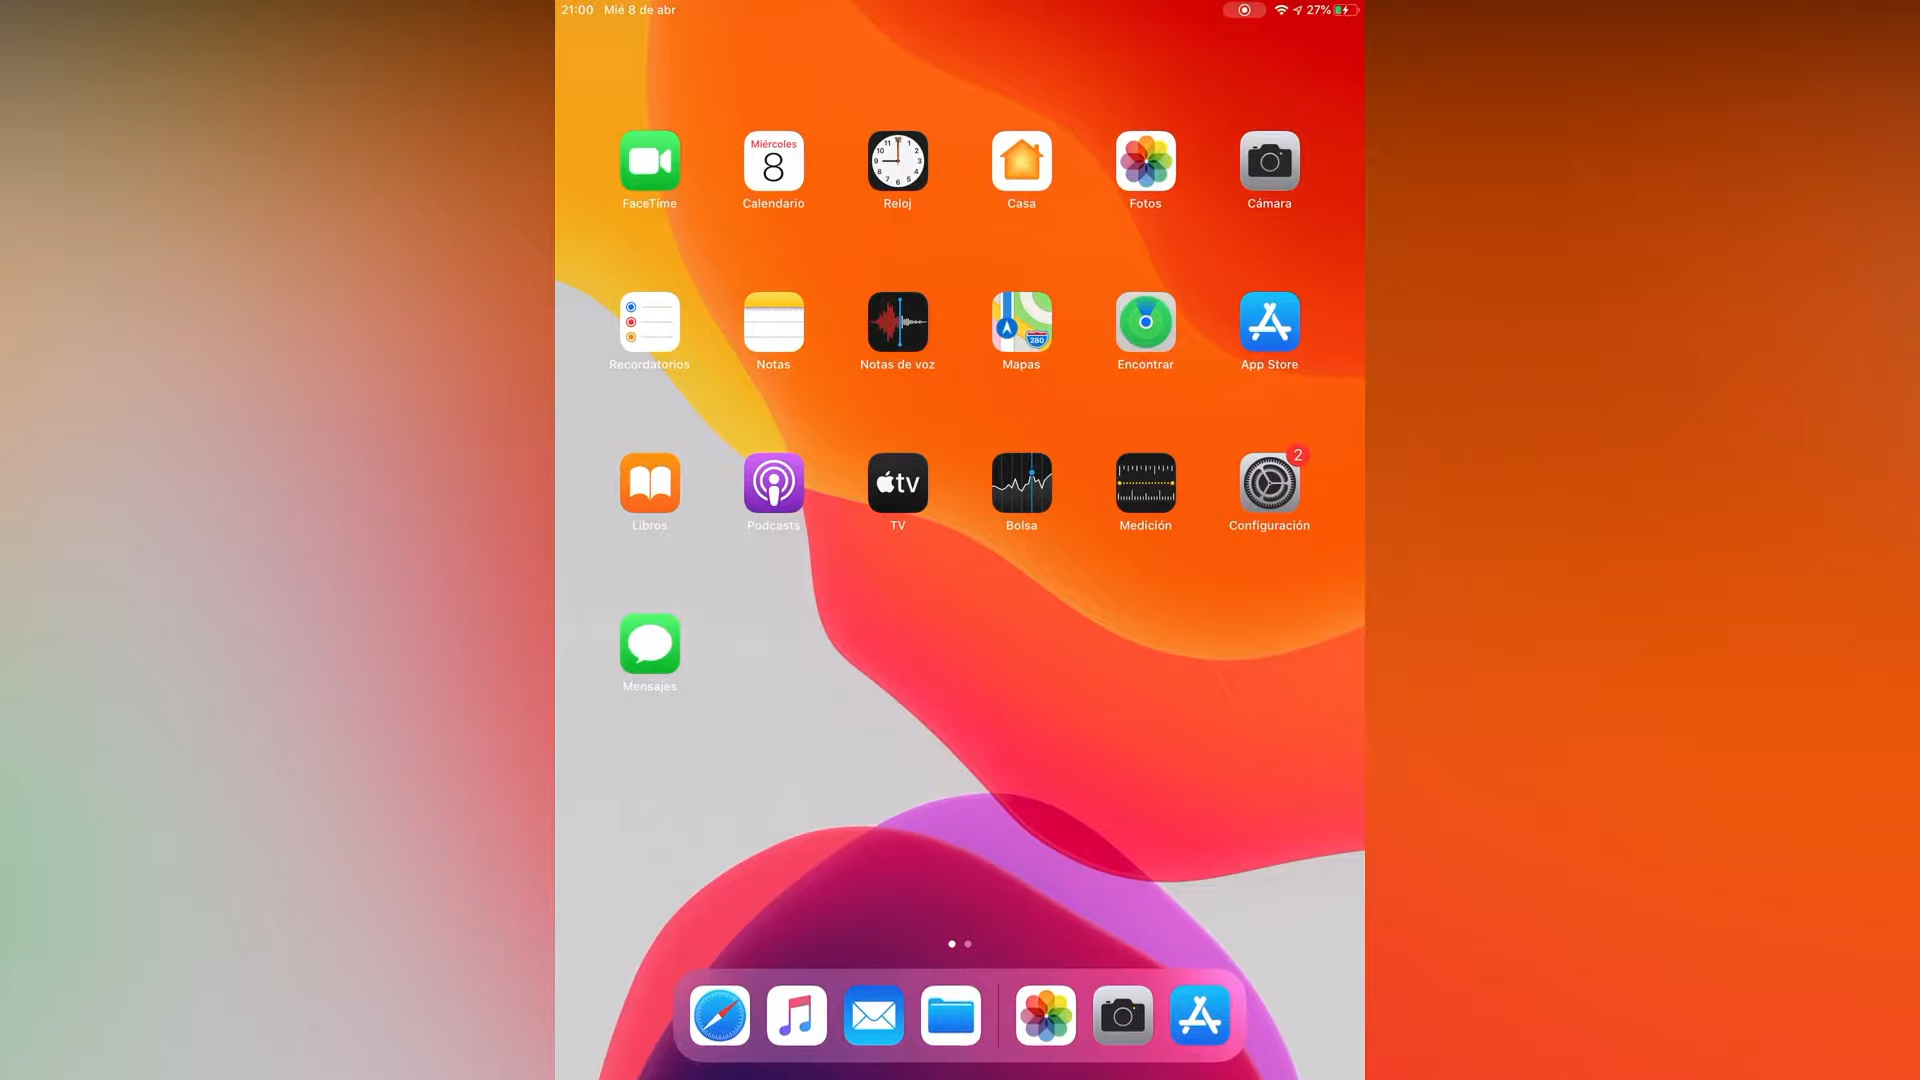 21:00 Mié 8 de abr
27%
Miércoles
8
FaceTime
Calendario
Reloj
Casa
Fotos
Cámara
280
Recordatorios
Notas
Notas de voz
Mapas
Encontrar
App Store
tv
2
Libros
Podcasts
TV
Bolsa
Medición
Configuración
Mensajes